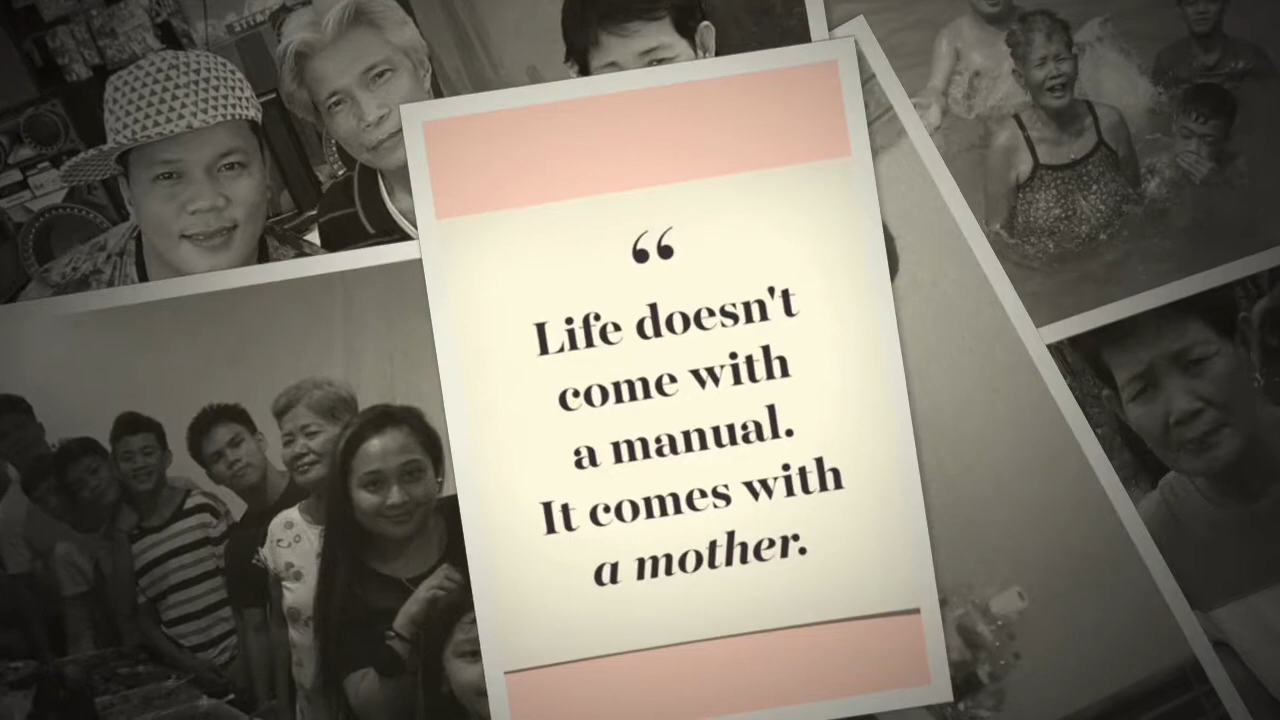 “
Life doesn't
come with
a manual.
It comes with
a mother.